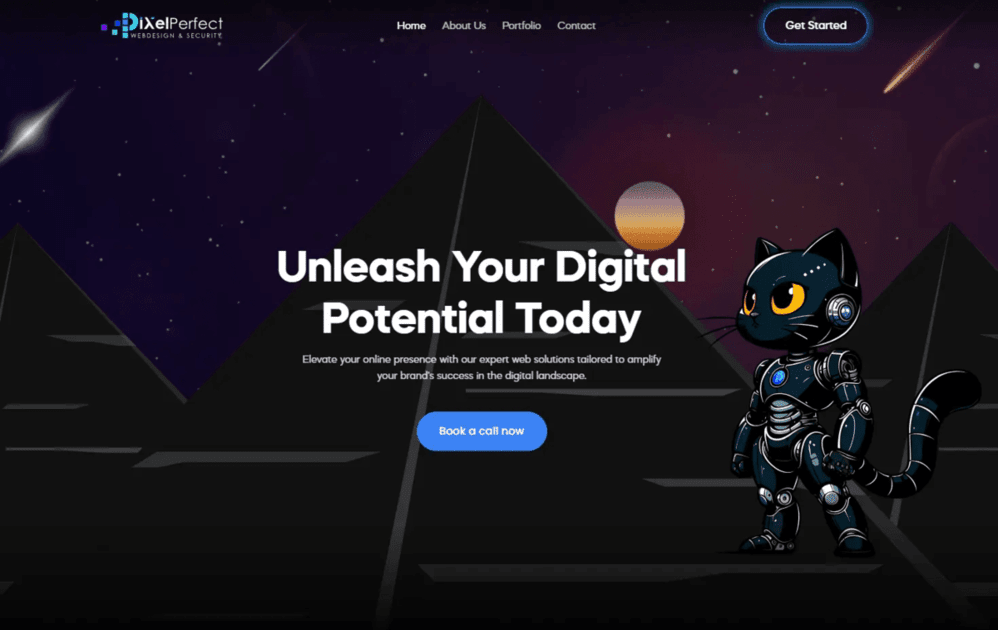 PixelPerfect
WEBDESIGN & SECURITY
Home About Us Portfolio Contact
Get Started
Unleash Your Digital
Potential Today
Elevate your online presence with our expert web solutions tailored to amplify
your brand's success in the digital landscape.
Book a call now